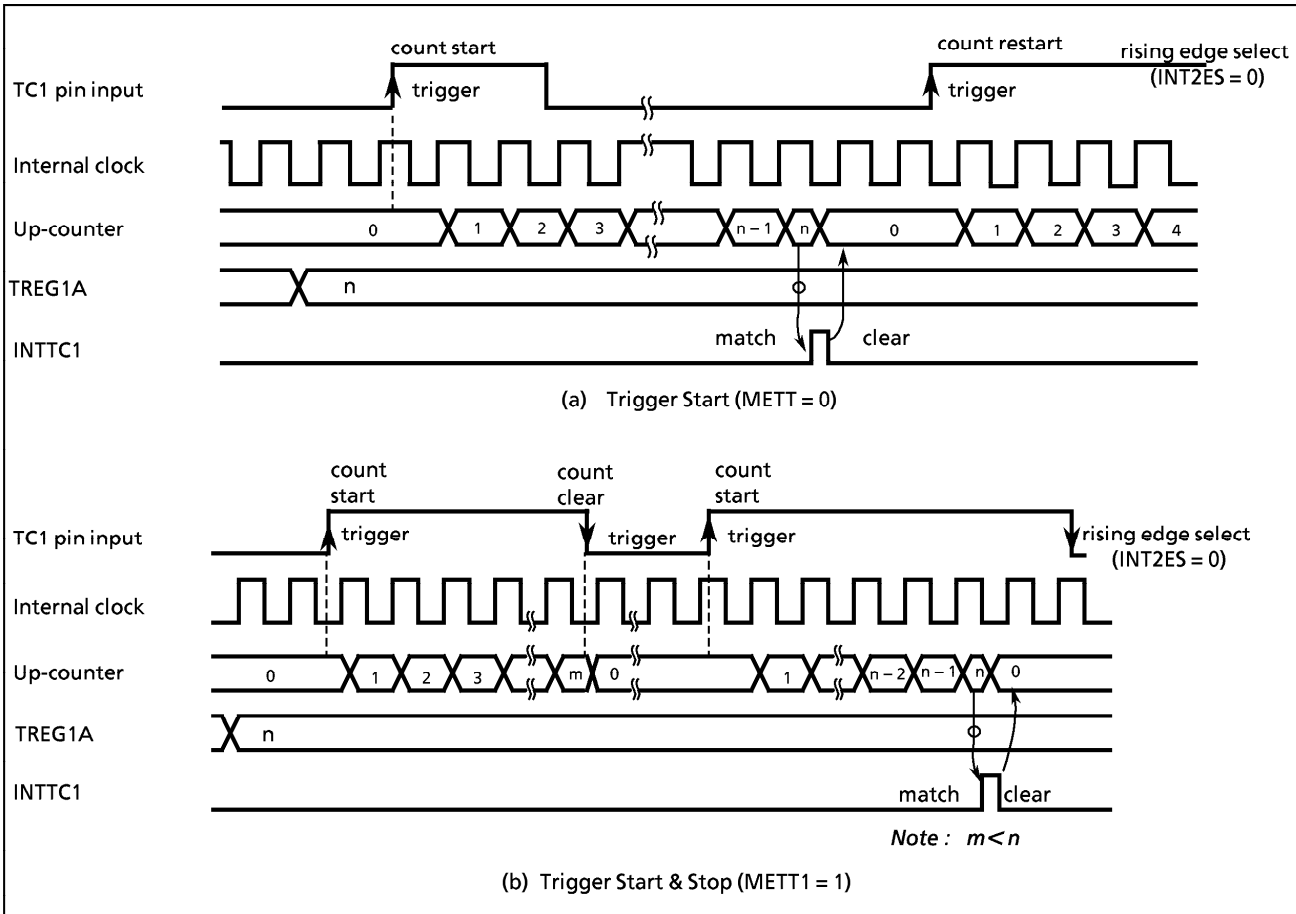 count start
count restart
rising edge select
(INT2ES = 0)
TC1 pin input
trigger
trigger
Internal clock
Up-counter
0
1
2
3
n – 1
n
0
1
2
3
4
TREG1A
n
INTTC1
match
clear
(a) Trigger Start (METT = 0)
count
start
count
clear
count
start
TC1 pin input
trigger
trigger
trigger
rising edge select
(INT2ES = 0)
Internal clock
Up-counter
0
1
2
3
m
0
1
n – 2
n – 1
n
0
TREG1A
n
INTTC1
match
clear
Note : m < n
(b) Trigger Start & Stop (METT1 = 1)